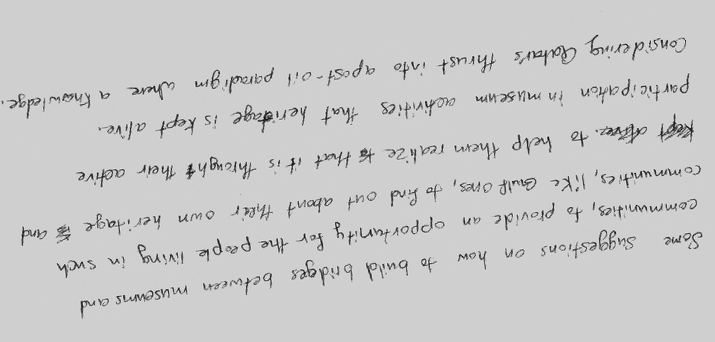 Some suggestions on how to build bridges between museums and
communities, to provide an opportunity for the people living in such
communities, like Gulf ones, to find out about their own heritage and
to help them realize that it is throught their active
participation in museum activities that heritage is kept alive.
Considering Qatar's thrust into a post-oil paradigm where a knowledge.